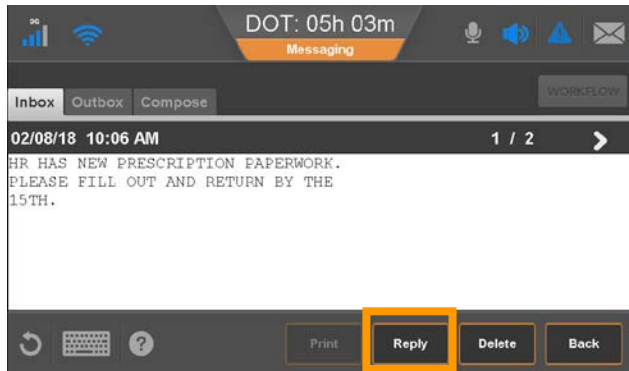 3G
DOT: 05h 03m
Messaging
Inbox Outbox Compose WORKFLOW
02/08/18 10:06 AM 1 / 2
HR HAS NEW PRESCRIPTION PAPERWORK.
PLEASE FILL OUT AND RETURN BY THE
15TH.
? Print Reply Delete Back